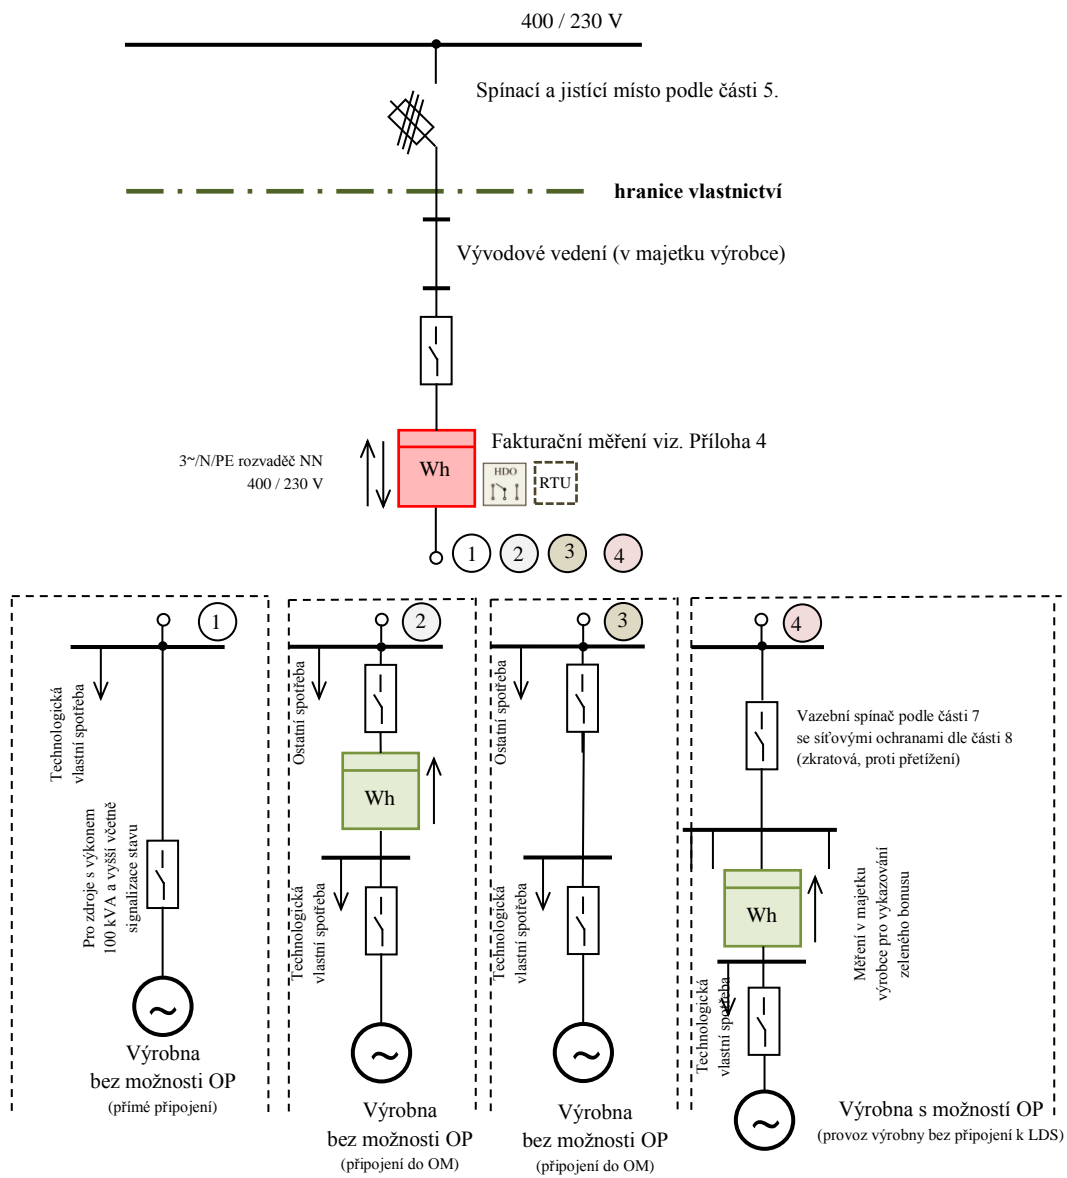 400 / 230 V
Spínací a jistící místo podle části 5.
hranice vlastnictví
Vývodové vedení (v majetku výrobce)
Fakturační měření viz. Příloha 4
3~/N/PE rozvaděč NN
400 / 230 V
Wh
HDO
RTU
1
2
3
4
1
Technologická
vlastní spotřeba
Pro zdroje s výkonem
100 kVA a vyšší včetně
signalizace stavu
~
Výrobna
bez možnosti OP
(přímé připojení)
2
Ostatní spotřeba
Wh
Technologická
vlastní spotřeba
~
Výrobna
bez možnosti OP
(připojení do OM)
3
Ostatní spotřeba
Technologická
vlastní spotřeba
~
Výrobna
bez možnosti OP
(připojení do OM)
4
Vazební spínač podle části 7
se síťovými ochranami dle části 8
(zkratová, proti přetížení)
Wh
Měření v majetku
výrobce pro vykazování
zeleného bonusu
Technologická
vlastní spotřeba
~
Výrobna s možností OP
(provoz výrobny bez připojení k LDS)